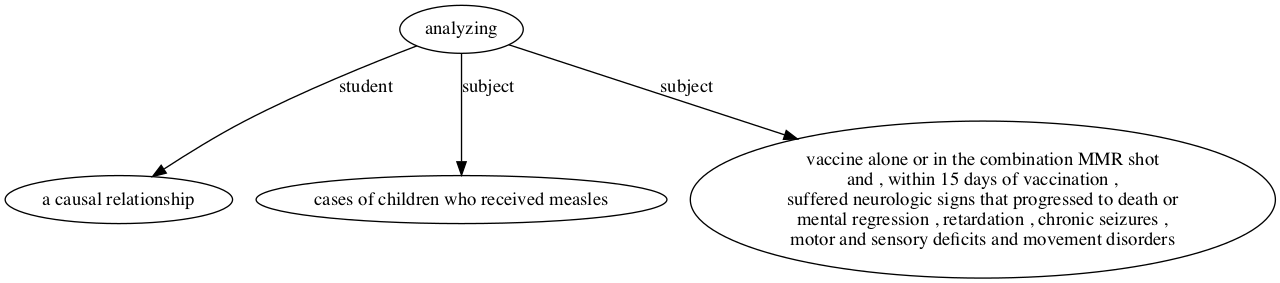 analyzing
student
subject
subject
a causal relationship
cases of children who received measles
vaccine alone or in the combination MMR shot
and , within 15 days of vaccination ,
suffered neurologic signs that progressed to death or
mental regression , retardation , chronic seizures ,
motor and sensory deficits and movement disorders